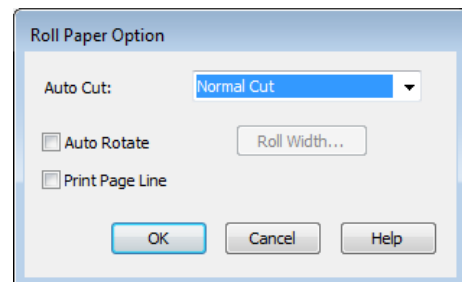 Roll Paper Option
Auto Cut: Normal Cut
Auto Rotate Roll Width...
Print Page Line
OK Cancel Help